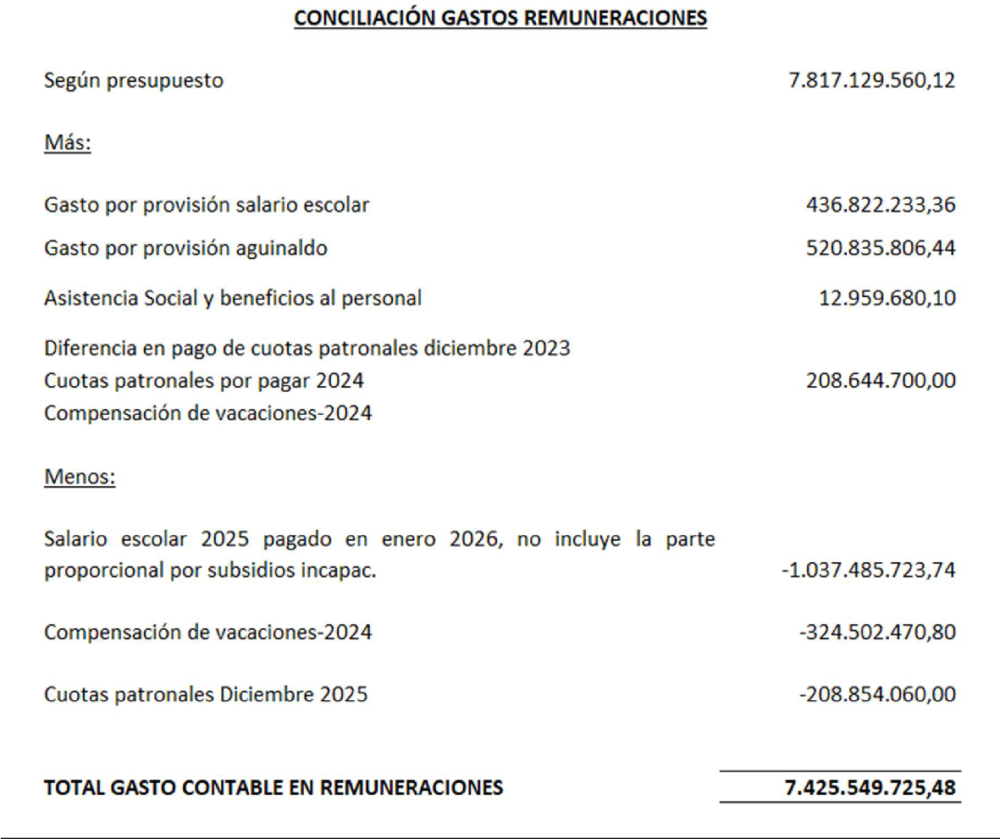 CONCILIACIÓN GASTOS REMUNERACIONES
Según presupuesto 7.817.129.560,12
Más:
Gasto por provisión salario escolar 436.822.233,36
Gasto por provisión aguinaldo 520.835.806,44
Asistencia Social y beneficios al personal 12.959.680,10
Diferencia en pago de cuotas patronales diciembre 2023
Cuotas patronales por pagar 2024 208.644.700,00
Compensación de vacaciones-2024
Menos:
Salario escolar 2025 pagado en enero 2026, no incluye la parte
proporcional por subsidios incapac. -1.037.485.723,74
Compensación de vacaciones-2024 -324.502.470,80
Cuotas patronales Diciembre 2025 -208.854.060,00
TOTAL GASTO CONTABLE EN REMUNERACIONES 7.425.549.725,48